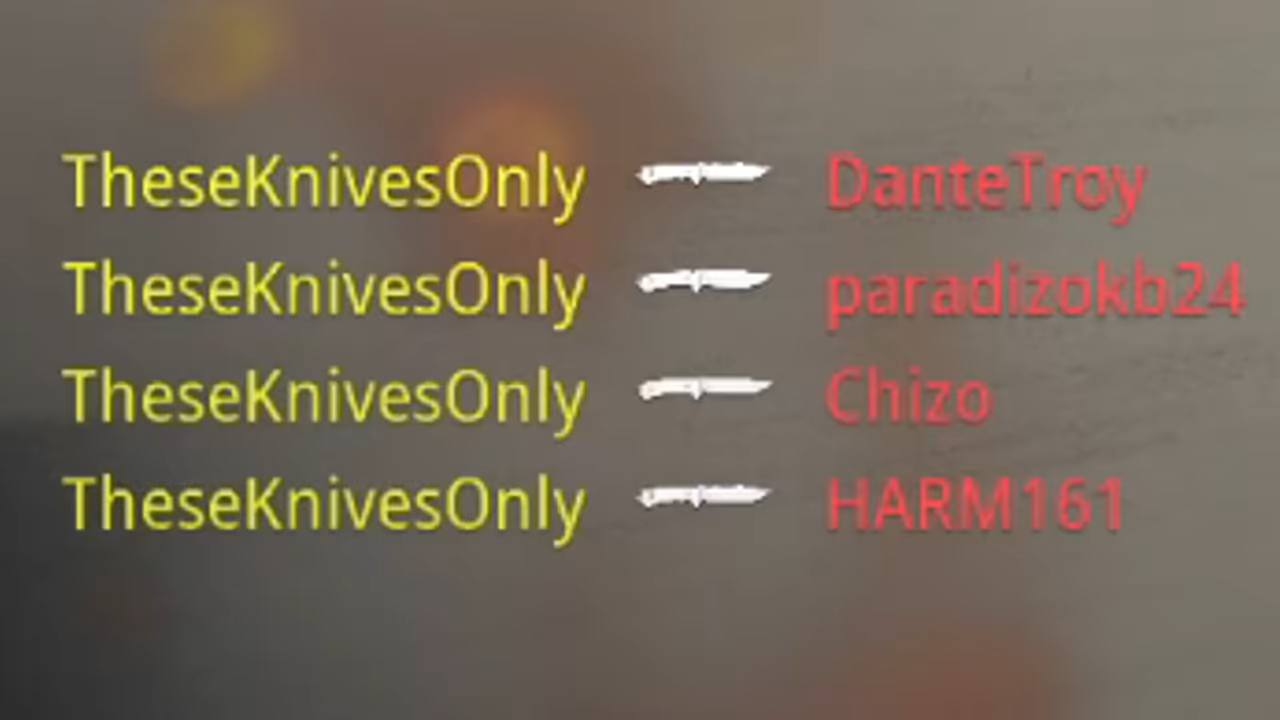 TheseKnivesOnly DanteTroy
TheseKnivesOnly paradizokb24
TheseKnivesOnly Chizo
TheseKnivesOnly HARM161